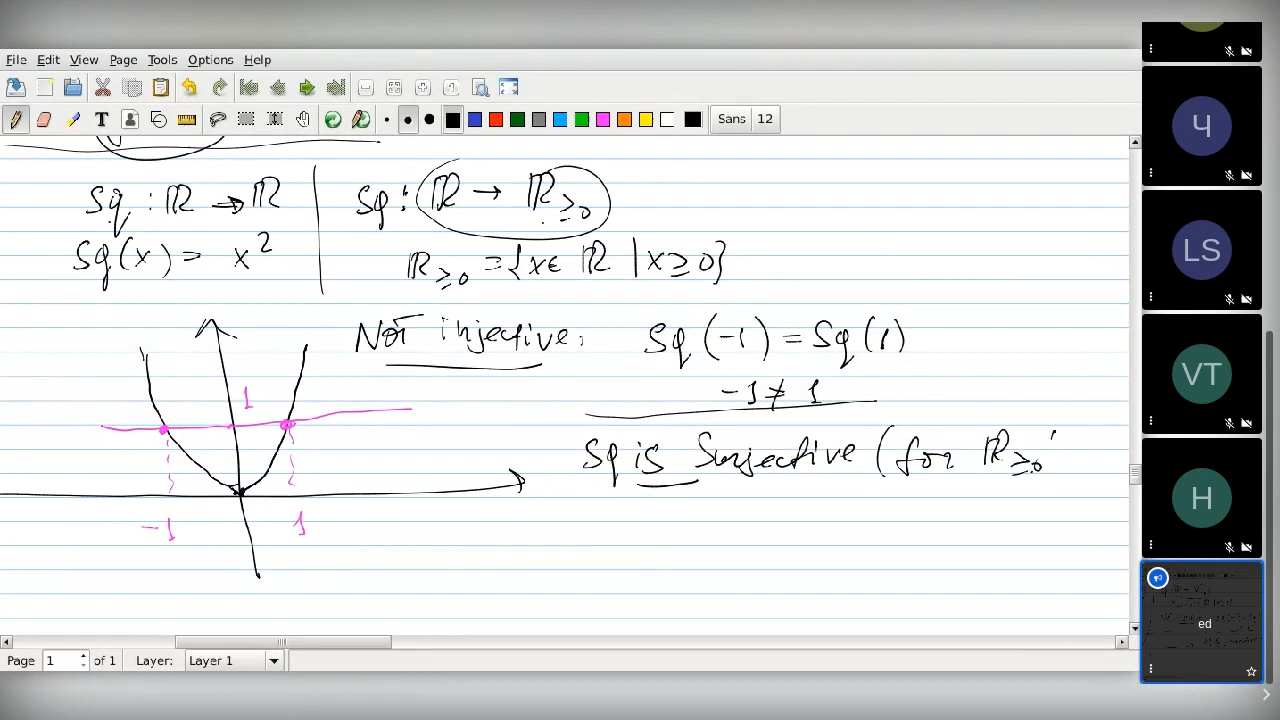 File Edit View Page Tools Options Help
Sans 12
Sq : ℝ → ℝ
Sq(x) = x²
Sq : ℝ → ℝ≥0
ℝ≥0 = {x∈ ℝ | x≥0}
Not injective:
Sq (-1) = Sq(1)
-1 ≠ 1
Sq is Surjective (for ℝ≥0
1
-1 1
Page 1 of 1 Layer: Layer 1
Ч
LS
VT
H
ed